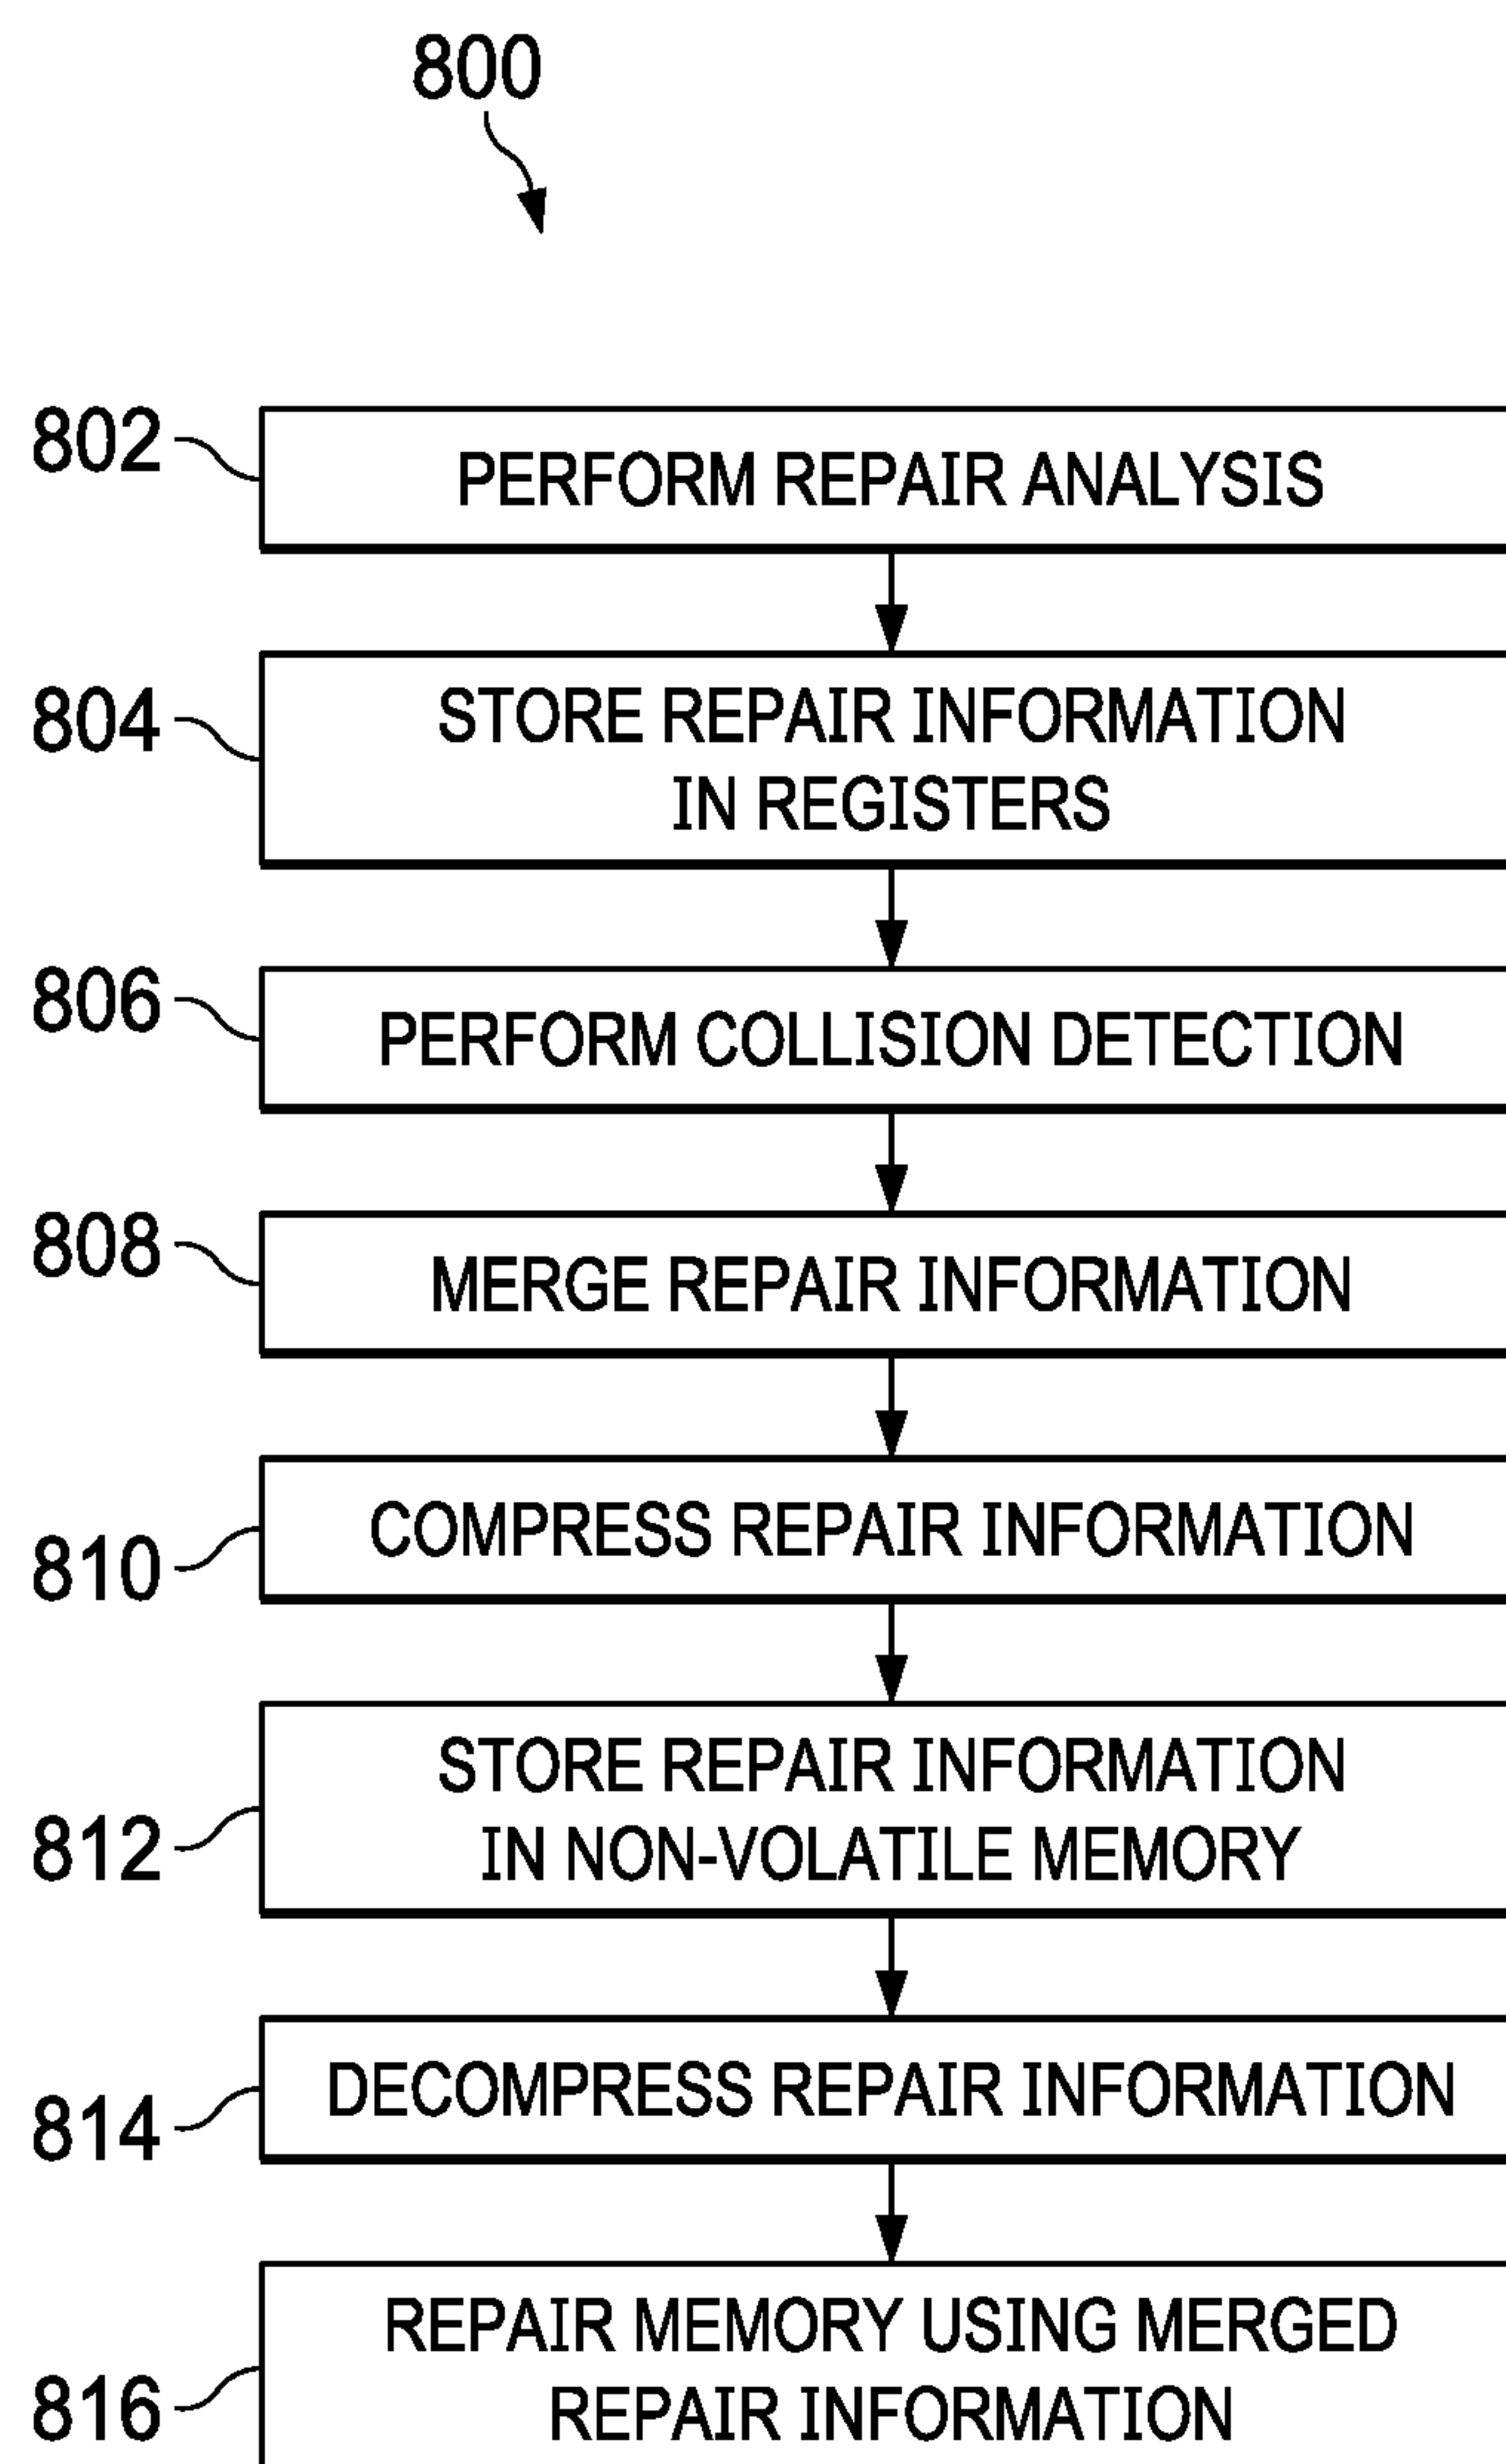 800
802
PERFORM REPAIR ANALYSIS
804
STORE REPAIR INFORMATION
IN REGISTERS
806
PERFORM COLLISION DETECTION
808
MERGE REPAIR INFORMATION
810
COMPRESS REPAIR INFORMATION
812
STORE REPAIR INFORMATION
IN NON-VOLATILE MEMORY
814
DECOMPRESS REPAIR INFORMATION
816
REPAIR MEMORY USING MERGED
REPAIR INFORMATION